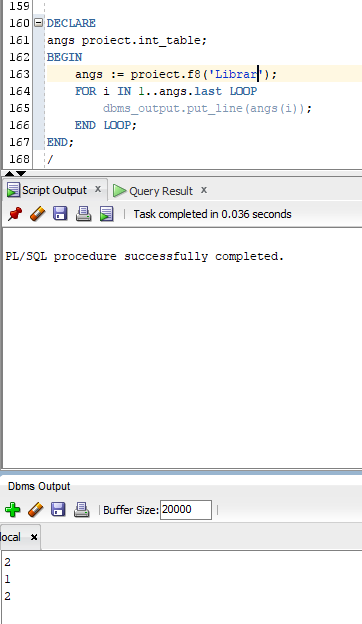 159
160 DECLARE
161 angs proiect.int_table;
162 BEGIN
163 angs := proiect.f8('Librar');
164 FOR i IN 1..angs.last LOOP
165 dbms_output.put_line(angs(i));
166 END LOOP;
167 END;
168 /
Script Output x Query Result x
Task completed in 0.036 seconds
PL/SQL procedure successfully completed.
Dbms Output
Buffer Size: 20000
local x
2
1
2